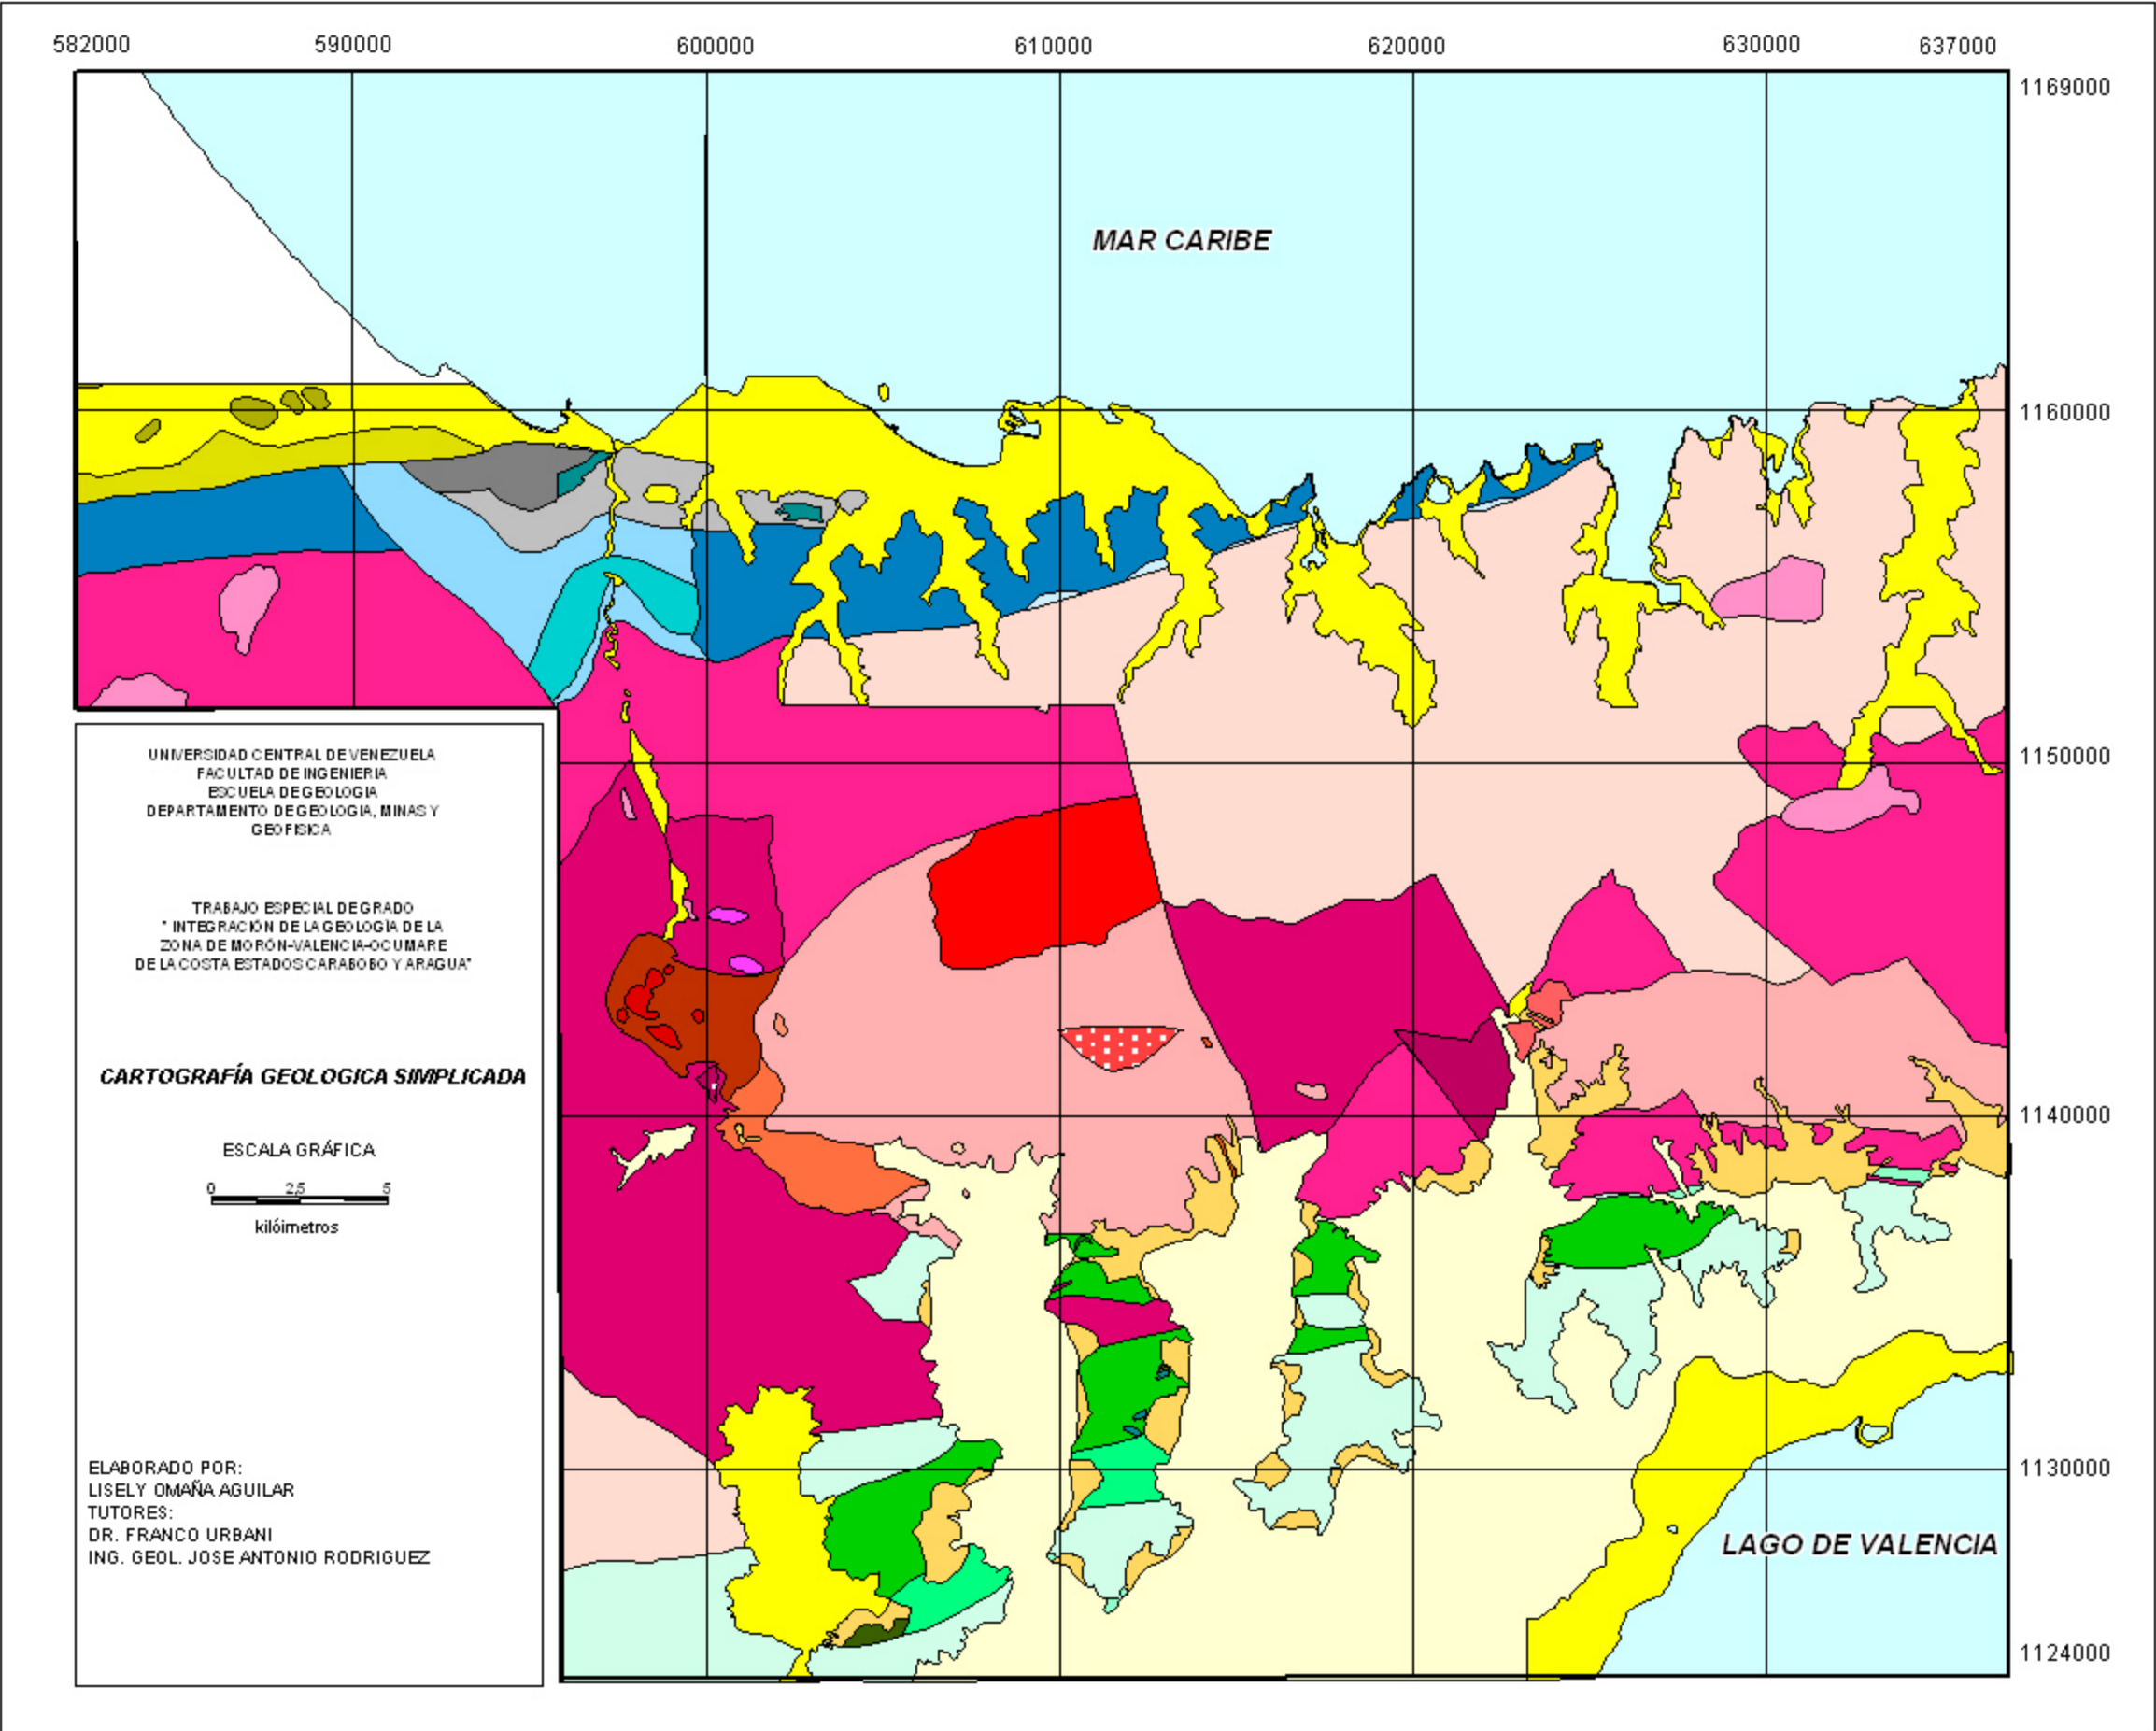 582000 590000 600000 610000 620000 630000 637000
1169000
MAR CARIBE
1160000
1150000
UNIVERSIDAD CENTRAL DE VENEZUELA
FACULTAD DE INGENIERIA
ESCUELA DE GEOLOGIA
DEPARTAMENTO DE GEOLOGIA, MINAS Y
GEOFISICA
TRABAJO ESPECIAL DE GRADO
" INTEGRACIÓN DE LA GEOLOGÍA DE LA
ZONA DE MORÓN-VALENCIA-OCUMARE
DE LA COSTA ESTADOS CARABOBO Y ARAGUA"
CARTOGRAFÍA GEOLOGICA SIMPLICADA
1140000
ESCALA GRÁFICA
0 2,5 5
kilóimetros
ELABORADO POR:
LISELY OMAÑA AGUILAR
TUTORES:
DR. FRANCO URBANI
ING. GEOL. JOSE ANTONIO RODRIGUEZ
1130000
LAGO DE VALENCIA
1124000